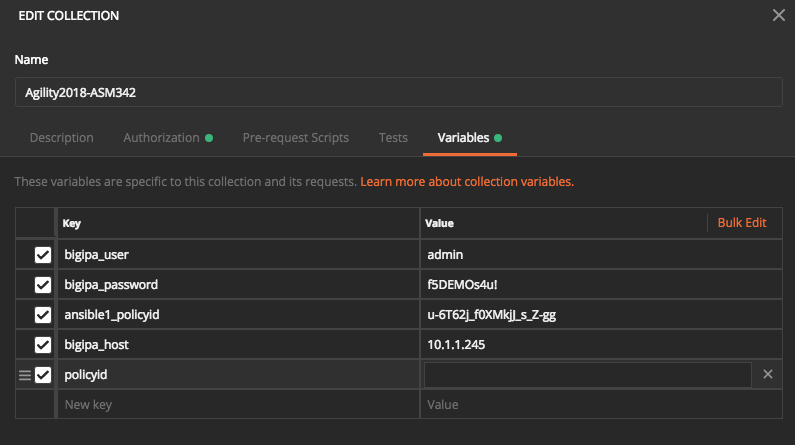 EDIT COLLECTION
Name
Agility2018-ASM342
Description Authorization Pre-request Scripts Tests Variables
These variables are specific to this collection and its requests. Learn more about collection variables.
Key Value Bulk Edit
bigipa_user admin
bigipa_password f5DEMOs4u!
ansible1_policyid u-6T62j_f0XMkjJ_s_Z-gg
bigipa_host 10.1.1.245
policyid
New key Value